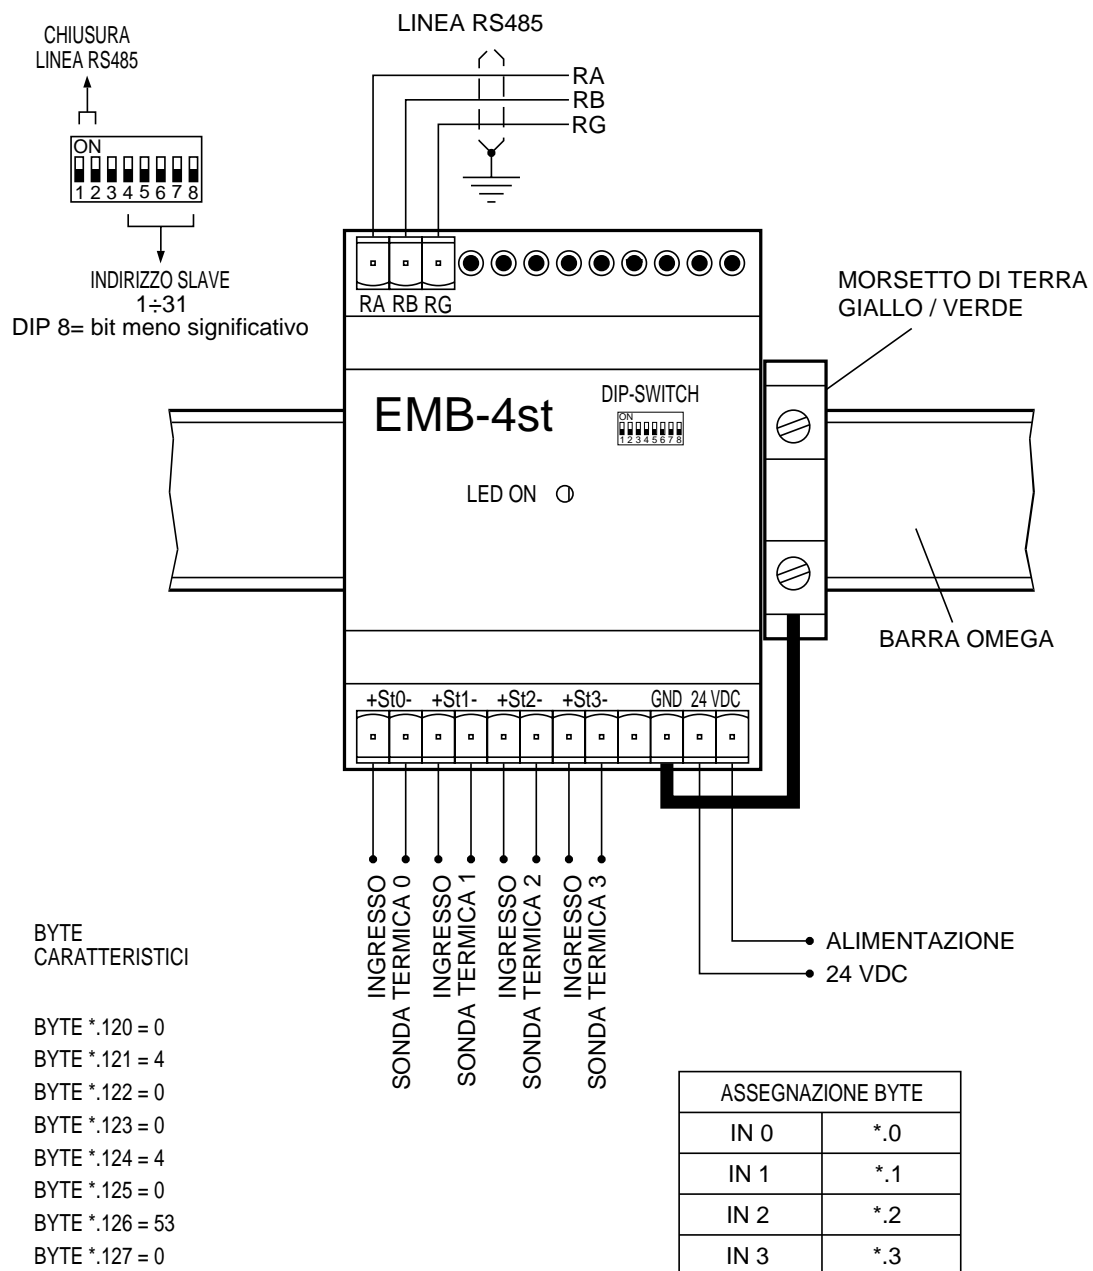 CHIUSURA
LINEA RS485
ON
1 2 3 4 5 6 7 8
INDIRIZZO SLAVE
1÷31
DIP 8= bit meno significativo
LINEA RS485
RA
RB
RG
RA RB RG
MORSETTO DI TERRA
GIALLO / VERDE
EMB-4st
DIP-SWITCH
ON
1 2 3 4 5 6 7 8
LED ON
BARRA OMEGA
+St0- +St1- +St2- +St3- GND 24 VDC
INGRESSO
SONDA TERMICA 0
INGRESSO
SONDA TERMICA 1
INGRESSO
SONDA TERMICA 2
INGRESSO
SONDA TERMICA 3
ALIMENTAZIONE
24 VDC
BYTE
CARATTERISTICI
BYTE *.120 = 0
BYTE *.121 = 4
BYTE *.122 = 0
BYTE *.123 = 0
BYTE *.124 = 4
BYTE *.125 = 0
BYTE *.126 = 53
BYTE *.127 = 0
ASSEGNAZIONE BYTE
IN 0 *.0
IN 1 *.1
IN 2 *.2
IN 3 *.3